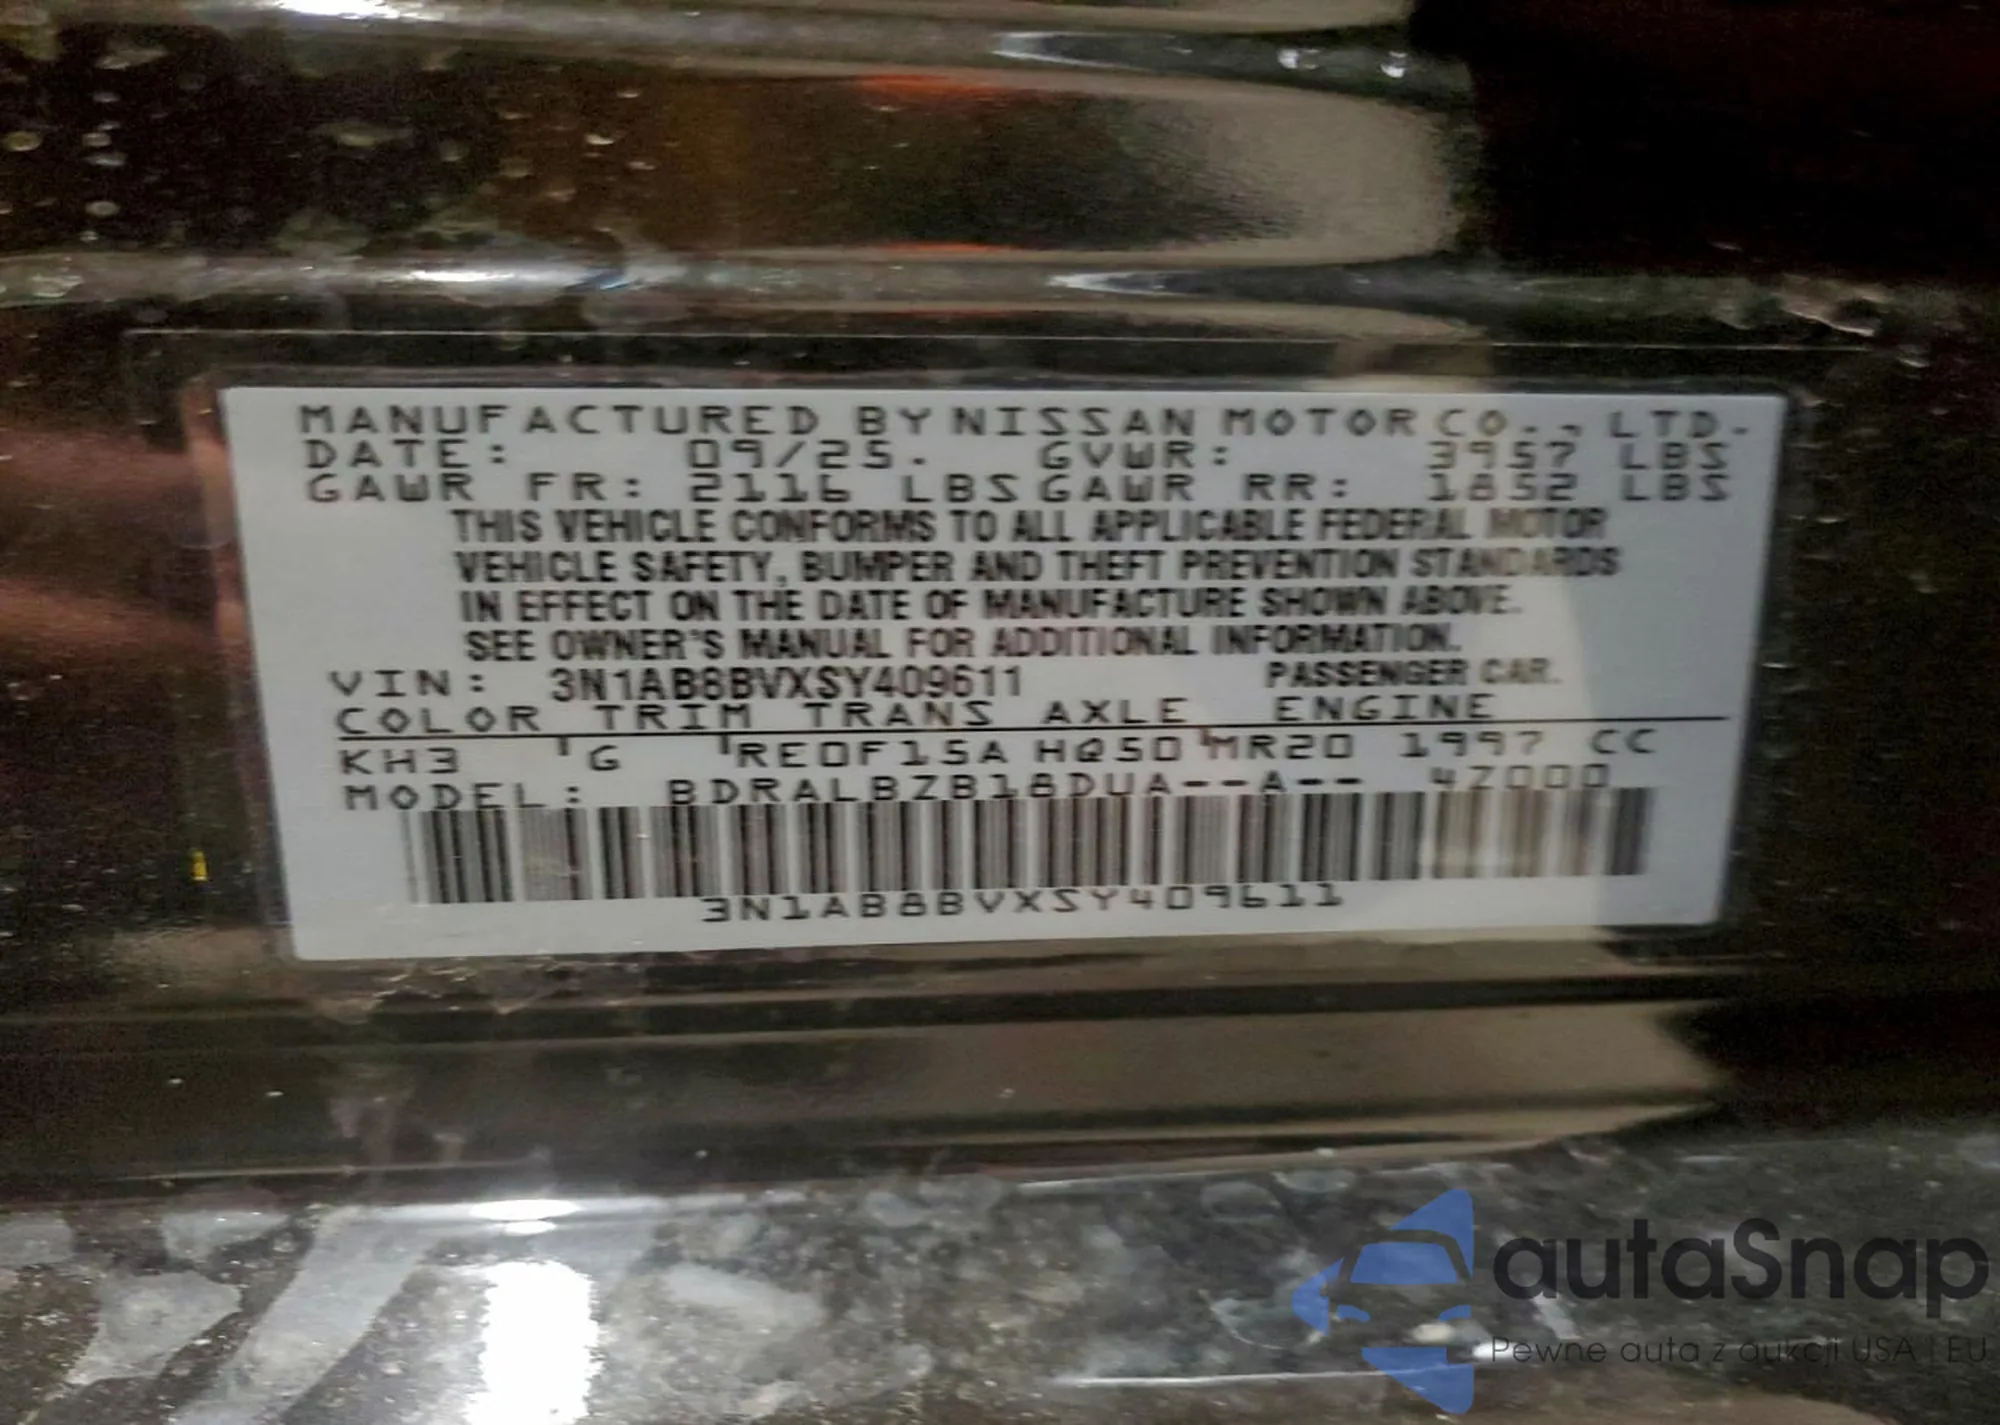 MANUFACTURED BY NISSAN MOTOR CO., LTD.
DATE: 09/25. GVWR: 3957 LBS
GAWR FR: 2116 LBS GAWR RR: 1852 LBS
THIS VEHICLE CONFORMS TO ALL APPLICABLE FEDERAL MOTOR
VEHICLE SAFETY, BUMPER AND THEFT PREVENTION STANDARDS
IN EFFECT ON THE DATE OF MANUFACTURE SHOWN ABOVE.
SEE OWNER'S MANUAL FOR ADDITIONAL INFORMATION.
VIN: 3N1AB8BVXSY409611 PASSENGER CAR.
COLOR TRIM TRANS AXLE ENGINE
KH3 G RE0F15A HQ50 MR20 1997 CC
MODEL: BDRALBZB18DUA--A-- 4Z000
3N1AB8BVXSY409611
autaSnap
Pewne auta z aukcji USA | EU